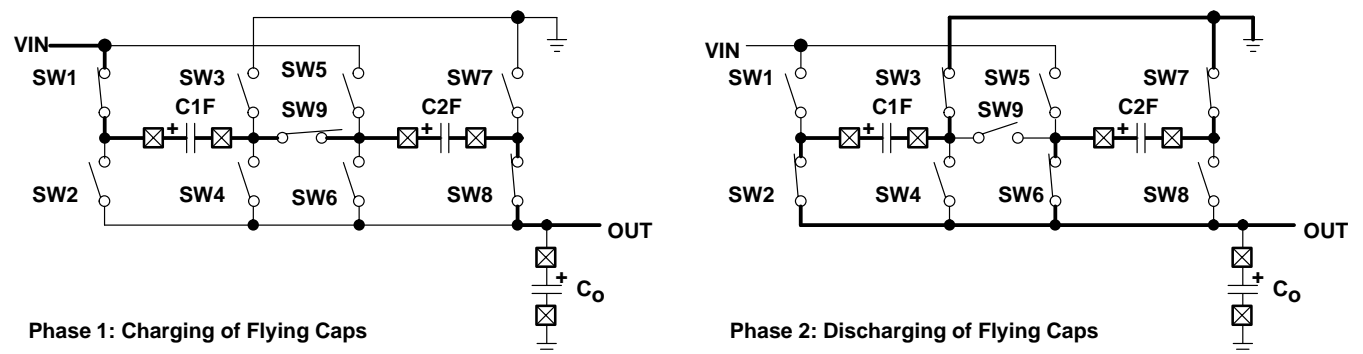 VIN
SW1
SW3
SW5
SW7
C1F
SW9
C2F
+
+
SW2
SW4
SW6
SW8
OUT
+
Co
Phase 1: Charging of Flying Caps
VIN
SW1
SW3
SW5
SW7
C1F
SW9
C2F
+
+
SW2
SW4
SW6
SW8
OUT
+
Co
Phase 2: Discharging of Flying Caps